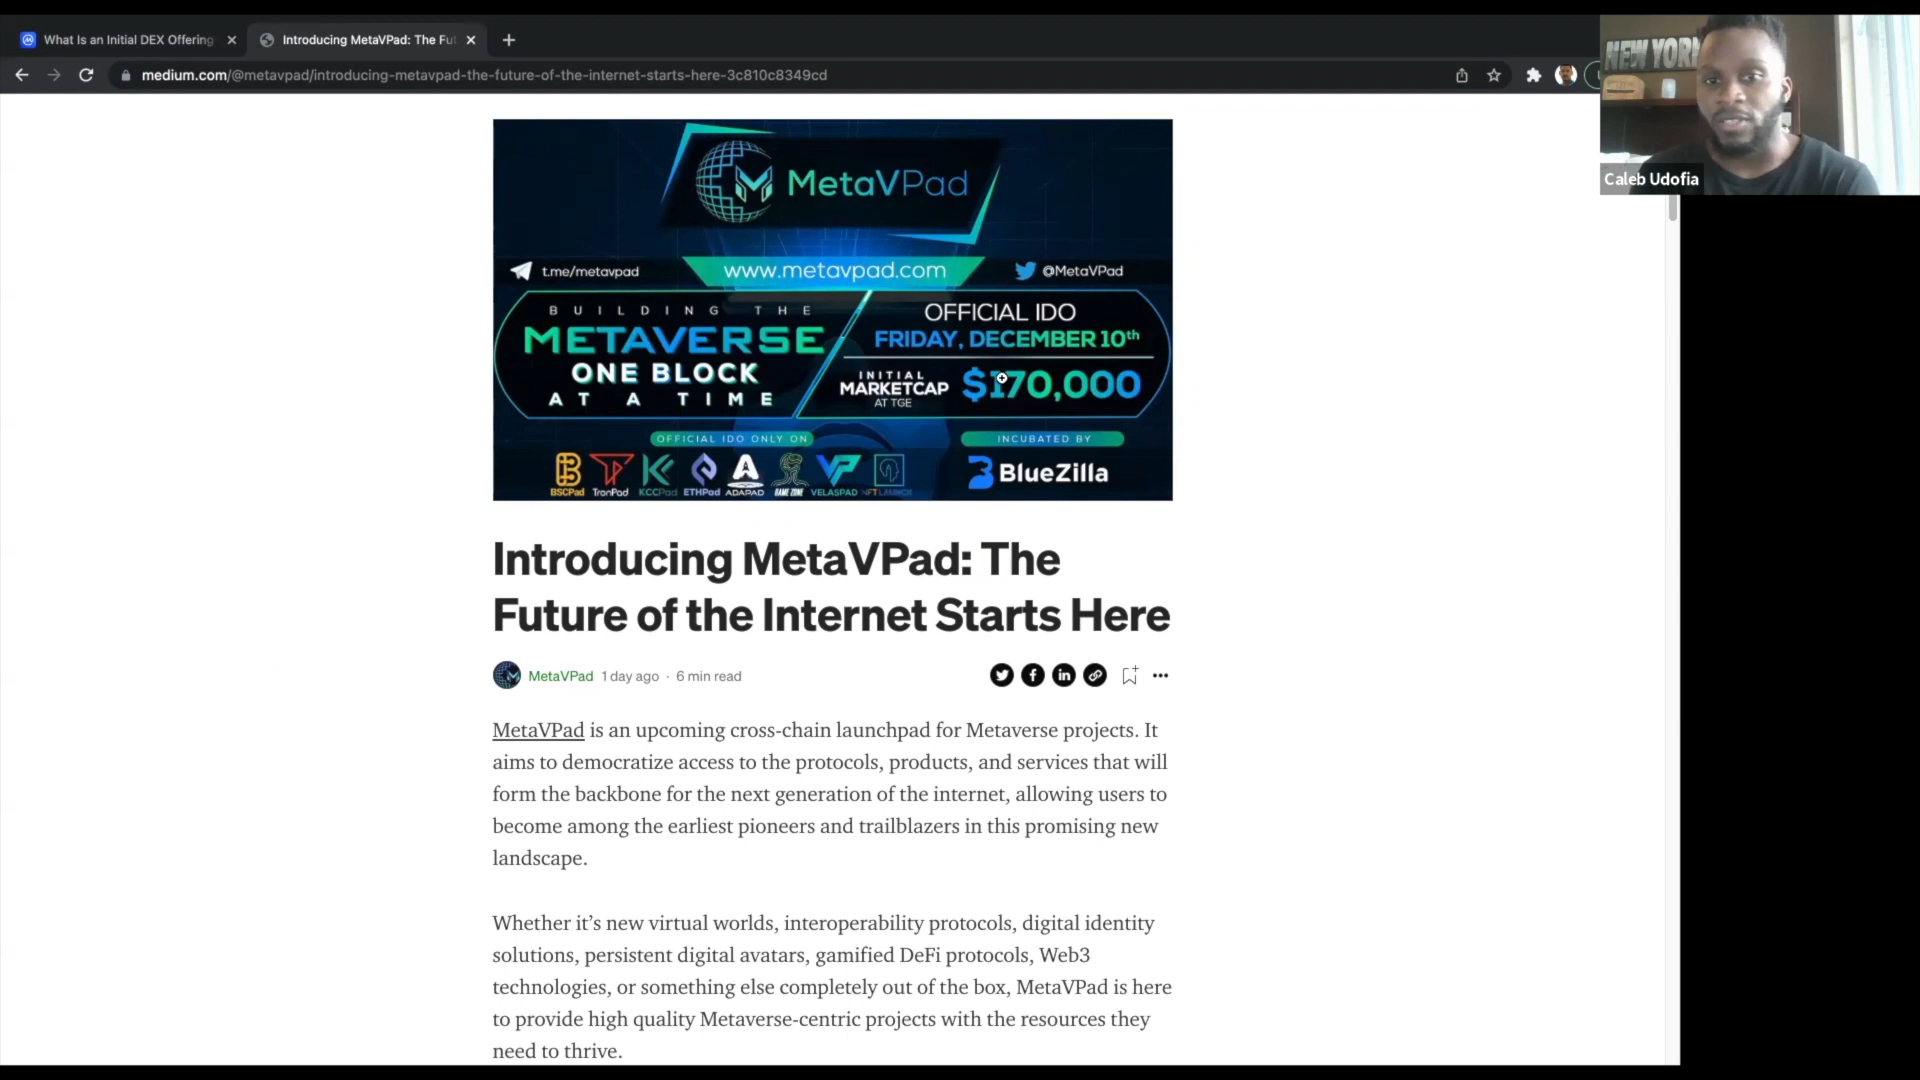 What Is an Initial DEX Offering
Introducing MetaVPad: The Fut
medium.com/@metavpad/introducing-metavpad-the-future-of-the-internet-starts-here-3c810c8349cd
NEW YORK
Caleb Udofia
MetaVPad
t.me/metavpad
www.metavpad.com
@MetaVPad
BUILDING THE
METAVERSE
ONE BLOCK
AT A TIME
OFFICIAL IDO
FRIDAY, DECEMBER 10th
INITIAL
MARKETCAP
AT TGE
$170,000
OFFICIAL IDO ONLY ON
INCUBATED BY
BSCPad TronPad KCCPad ETHPad ADAPAD GAME ZONE VELASPAD NFTLAUNCH
BlueZilla
Introducing MetaVPad: The
Future of the Internet Starts Here
MetaVPad 1 day ago · 6 min read
MetaVPad is an upcoming cross-chain launchpad for Metaverse projects. It
aims to democratize access to the protocols, products, and services that will
form the backbone for the next generation of the internet, allowing users to
become among the earliest pioneers and trailblazers in this promising new
landscape.
Whether it’s new virtual worlds, interoperability protocols, digital identity
solutions, persistent digital avatars, gamified DeFi protocols, Web3
technologies, or something else completely out of the box, MetaVPad is here
to provide high quality Metaverse-centric projects with the resources they
need to thrive.